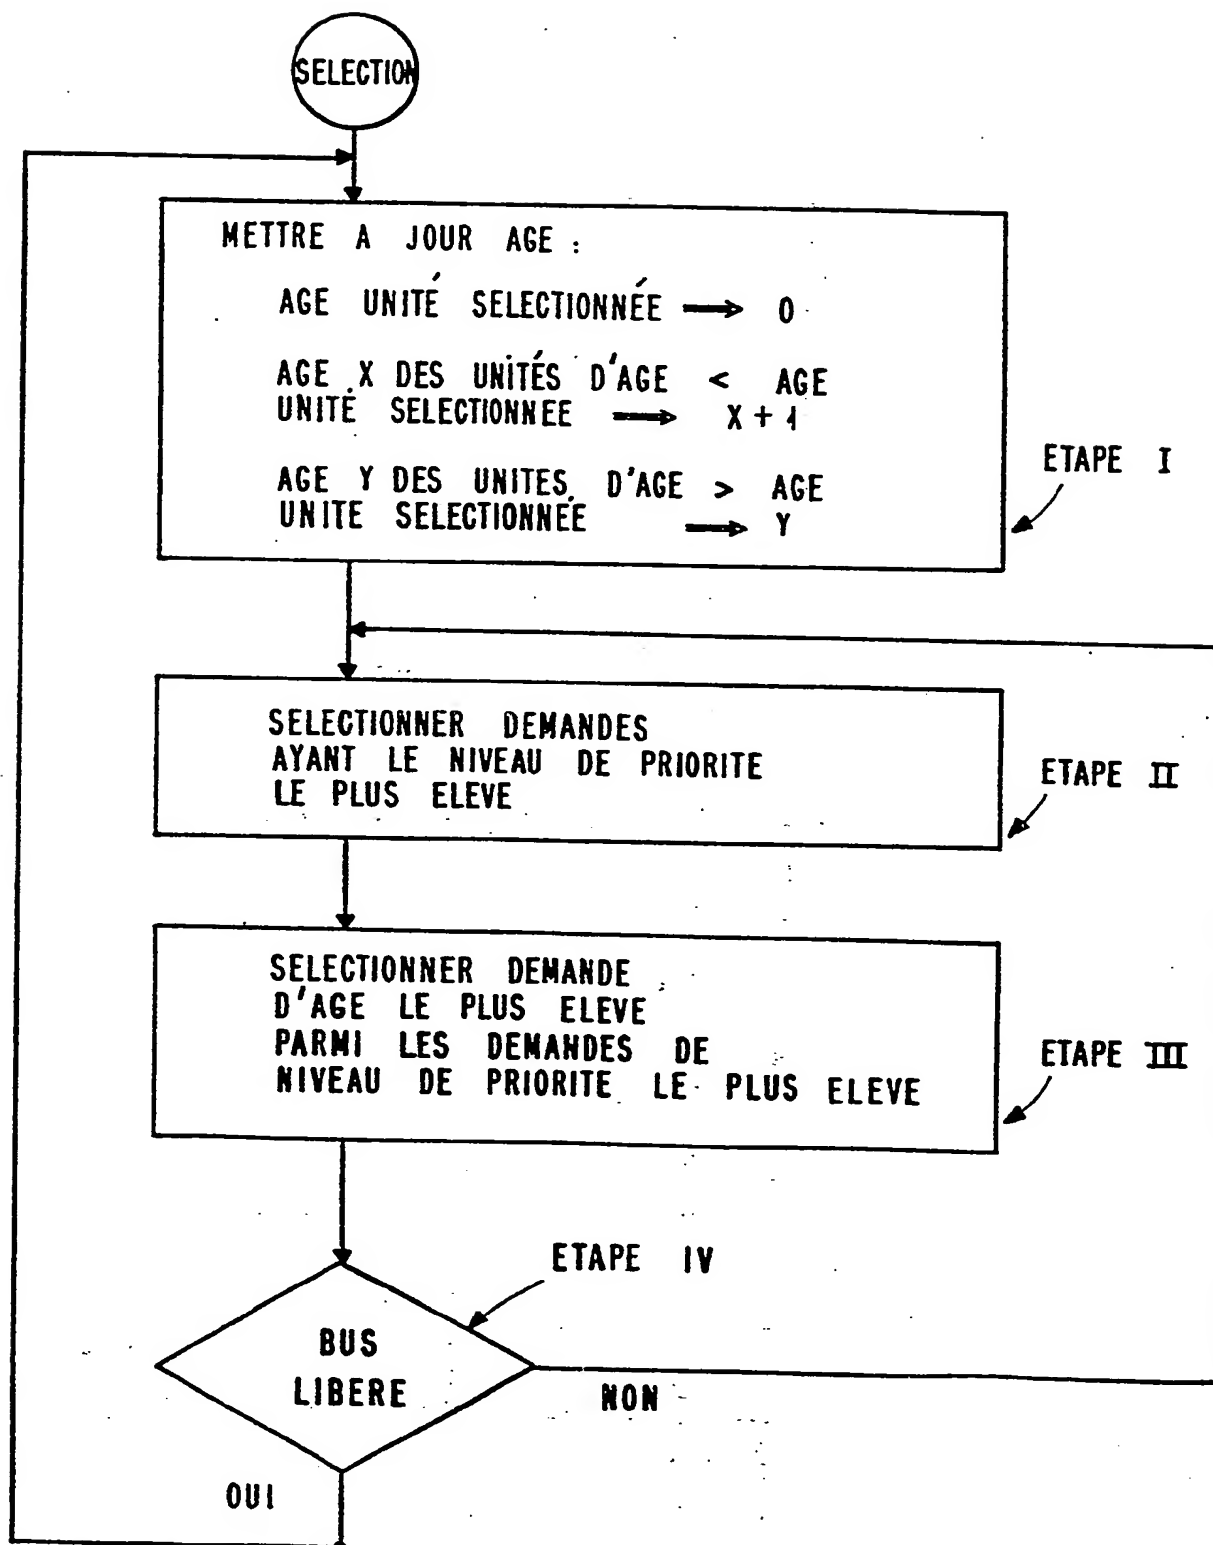 SELECTION
METTRE A JOUR AGE :
AGE UNITÉ SÉLECTIONNÉE ⟶ 0
AGE X DES UNITÉS D'AGE < AGE
UNITÉ SELECTIONNEE ⟶ X + 1
AGE Y DES UNITES D'AGE > AGE
UNITE SELECTIONNÉE ⟶ Y
ETAPE I
SELECTIONNER DEMANDES
AYANT LE NIVEAU DE PRIORITE
LE PLUS ELEVE
ETAPE II
SELECTIONNER DEMANDE
D'AGE LE PLUS ELEVE
PARMI LES DEMANDES DE
NIVEAU DE PRIORITE LE PLUS ELEVE
ETAPE III
ETAPE IV
BUS
LIBERE
NON
OUI